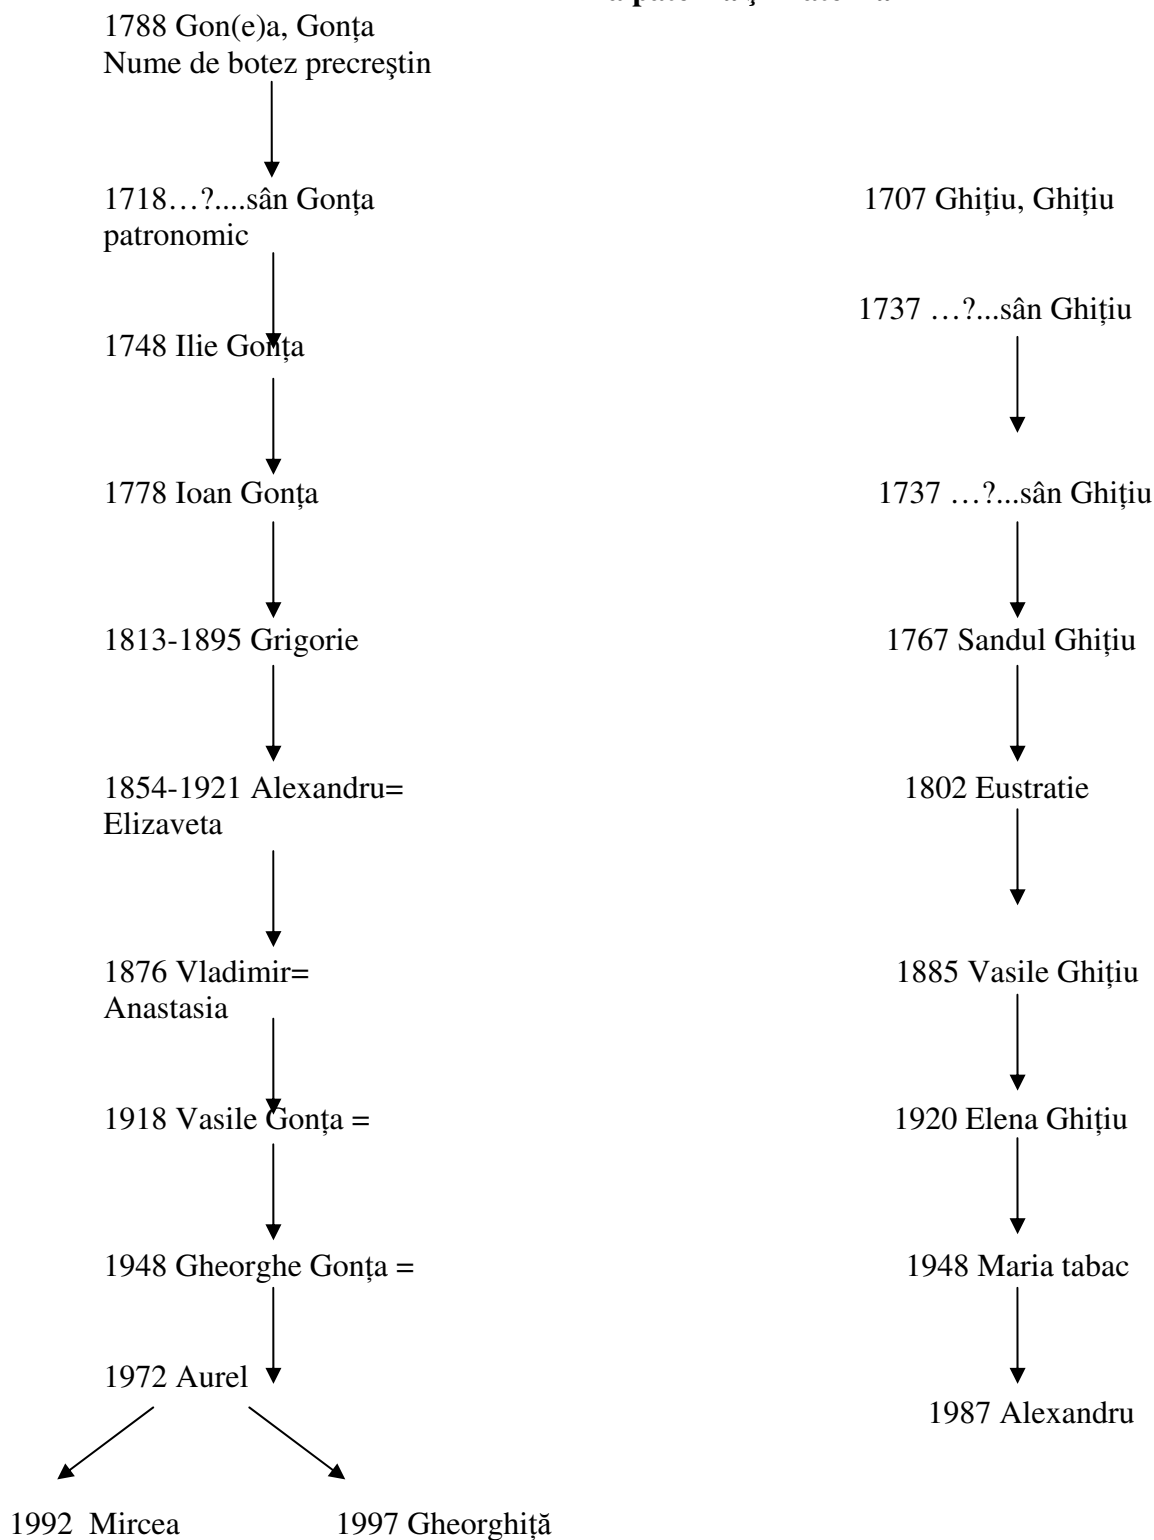 1788 Gon(e)a, Gonța
Nume de botez precreştin
1718…?....sân Gonța
patronomic
1707 Ghițiu, Ghițiu
1737 …?...sân Ghițiu
1748 Ilie Gonța
1778 Ioan Gonța
1737 …?...sân Ghițiu
1813-1895 Grigorie
1767 Sandul Ghițiu
1854-1921 Alexandru=
Elizaveta
1802 Eustratie
1876 Vladimir=
Anastasia
1885 Vasile Ghițiu
1918 Vasile Gonța =
1920 Elena Ghițiu
1948 Gheorghe Gonța =
1948 Maria tabac
1972 Aurel
1987 Alexandru
1992  Mircea
1997 Gheorghiță